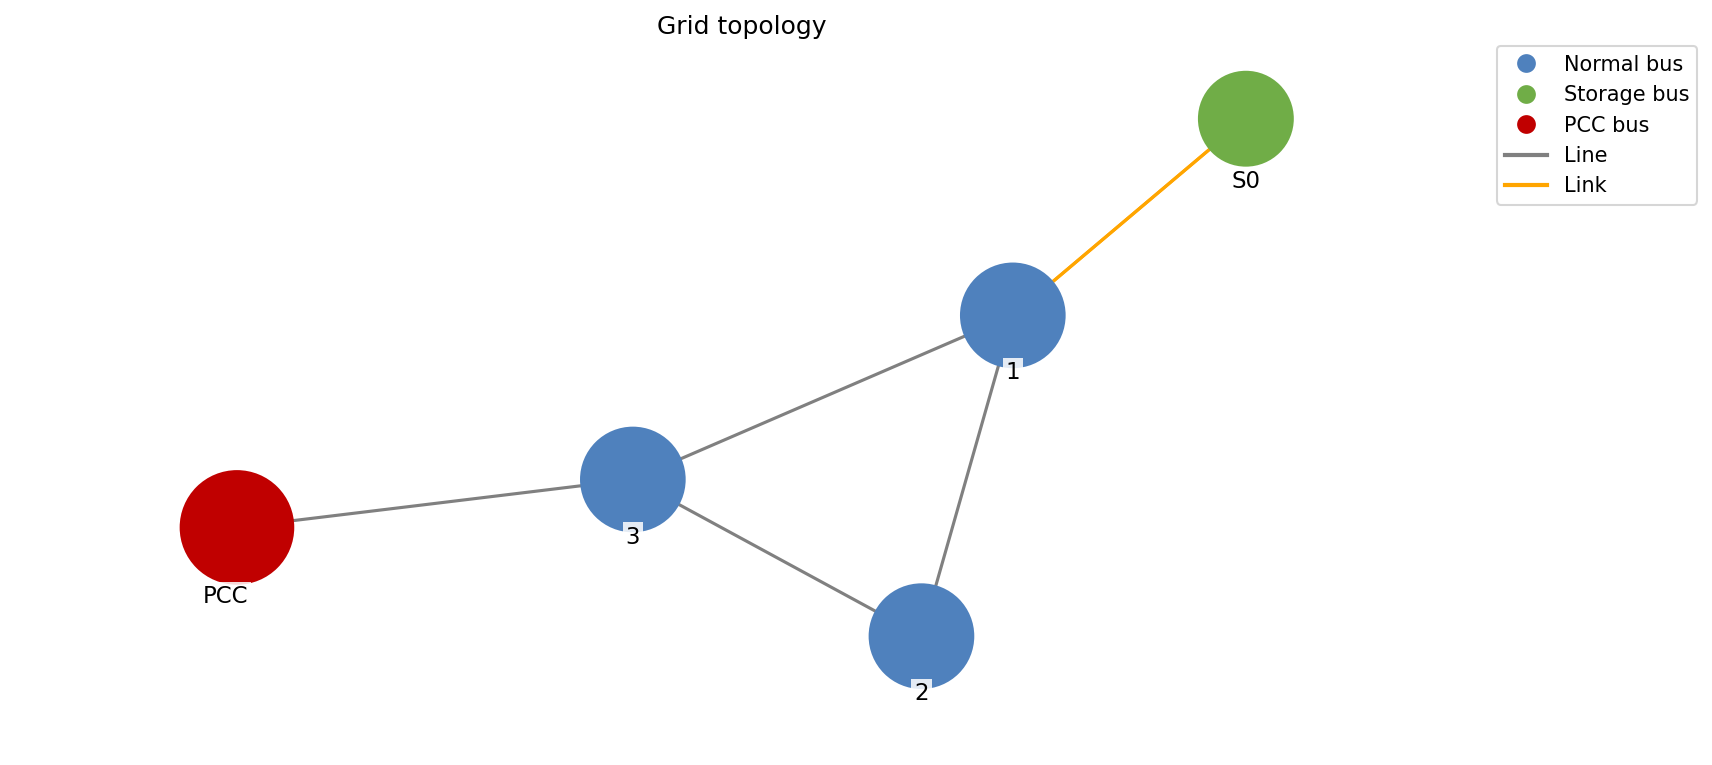 Grid topology
Normal bus
Storage bus
PCC bus
Line
Link
S0
1
3
PCC
2